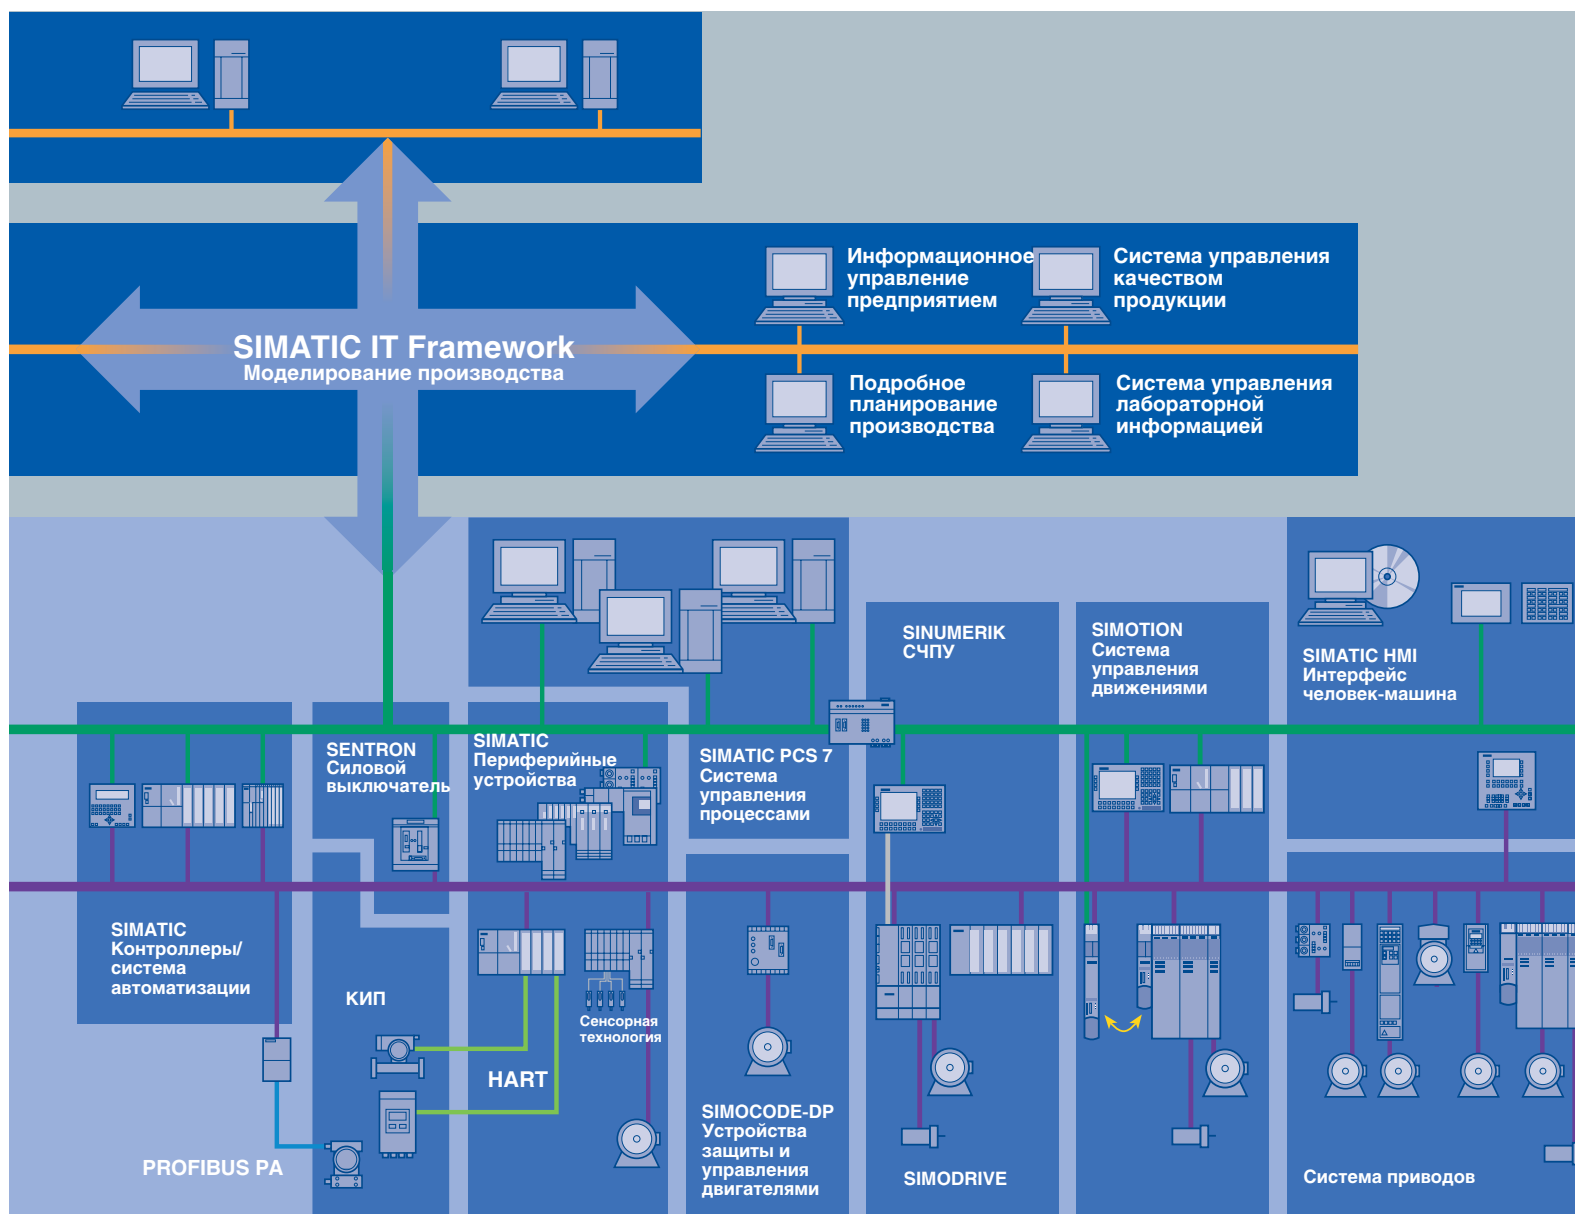 Информационное
управление
предприятием
Система управления
качеством
продукции
SIMATIC IT Framework
Моделирование производства
Подробное
планирование
производства
Система управления
лабораторной
информацией
SINUMERIK
СЧПУ
SIMOTION
Система
управления
движениями
SIMATIC HMI
Интерфейс
человек-машина
SENTRON
Силовой
выключатель
SIMATIC
Периферийные
устройства
SIMATIC PCS 7
Система
управления
процессами
SIMATIC
Контроллеры/
система
автоматизации
КИП
Сенсорная
технология
HART
PROFIBUS PA
SIMOCODE-DP
Устройства
защиты и
управления
двигателями
SIMODRIVE
Система приводов